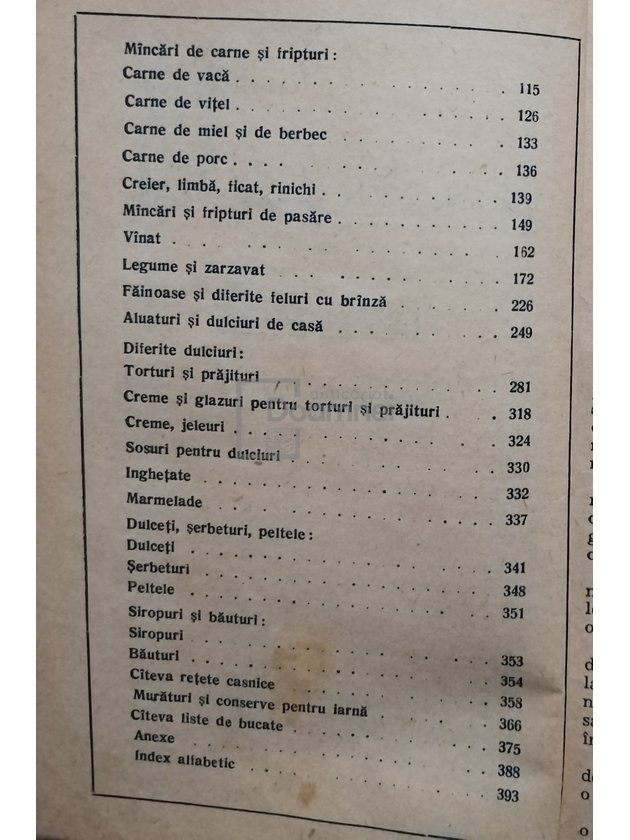 Mîncări de carne și fripturi:
Carne de vacă . . . . . . . . . . . . . 115
Carne de vițel . . . . . . . . . . . . . 126
Carne de miel și de berbec . . . . . . . . . 133
Carne de porc . . . . . . . . . . . . . 136
Creier, limbă, ficat, rinichi . . . . . . . . . 139
Mîncări și fripturi de pasăre . . . . . . . . . 149
Vînat . . . . . . . . . . . . . . . 162
Legume și zarzavat . . . . . . . . . . . 172
Făinoase și diferite feluri cu brînză . . . . . . 226
Aluaturi și dulciuri de casă . . . . . . . . . 249
Diferite dulciuri:
Torturi și prăjituri . . . . . . . . . . . 281
Creme și glazuri pentru torturi și prăjituri . . . 318
Creme, jeleuri . . . . . . . . . . . . . 324
Sosuri pentru dulciuri . . . . . . . . . . 330
Inghețate . . . . . . . . . . . . . . 332
Marmelade . . . . . . . . . . . . . . 337
Dulceți, șerbeturi, peltele:
Dulceți . . . . . . . . . . . . . . . 341
Șerbeturi . . . . . . . . . . . . . . 348
Peltele . . . . . . . . . . . . . . . 351
Siropuri și băuturi:
Siropuri . . . . . . . . . . . . . . . 353
Băuturi . . . . . . . . . . . . . . . 354
Cîteva rețete casnice . . . . . . . . . . . 358
Murături și conserve pentru iarnă . . . . . . . 366
Cîteva liste de bucate . . . . . . . . . . 375
Anexe . . . . . . . . . . . . . . . 388
Index alfabetic . . . . . . . . . . . . . 393